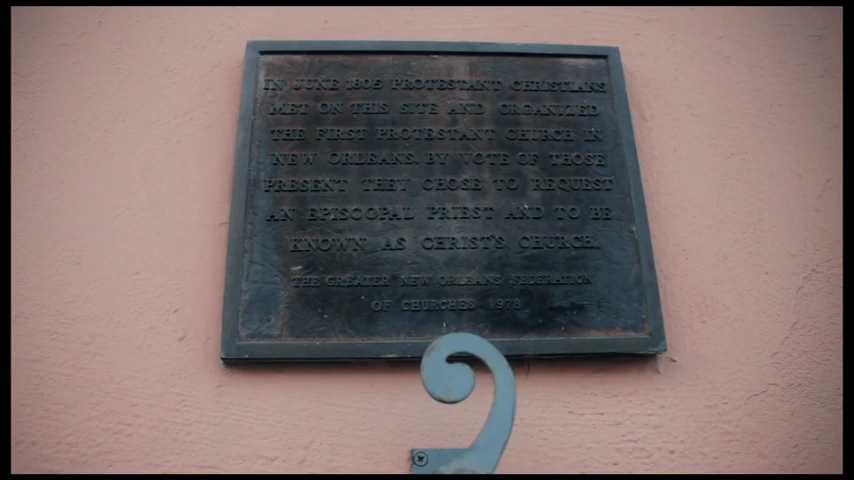 IN JUNE 1805 PROTESTANT CHRISTIANS
MET ON THIS SITE AND ORGANIZED
THE FIRST PROTESTANT CHURCH IN
NEW ORLEANS. BY VOTE OF THOSE
PRESENT THEY CHOSE TO REQUEST
AN EPISCOPAL PRIEST AND TO BE
KNOWN AS CHRIST'S CHURCH.
THE GREATER NEW ORLEANS FEDERATION
OF CHURCHES 1978